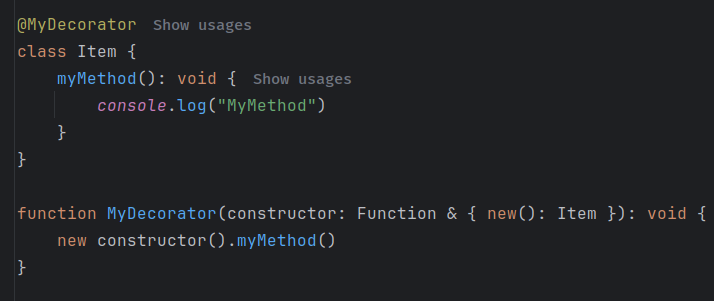 @MyDecorator Show usages
class Item {
    myMethod(): void { Show usages
        console.log("MyMethod")
    }
}

function MyDecorator(constructor: Function & { new(): Item }): void {
    new constructor().myMethod()
}